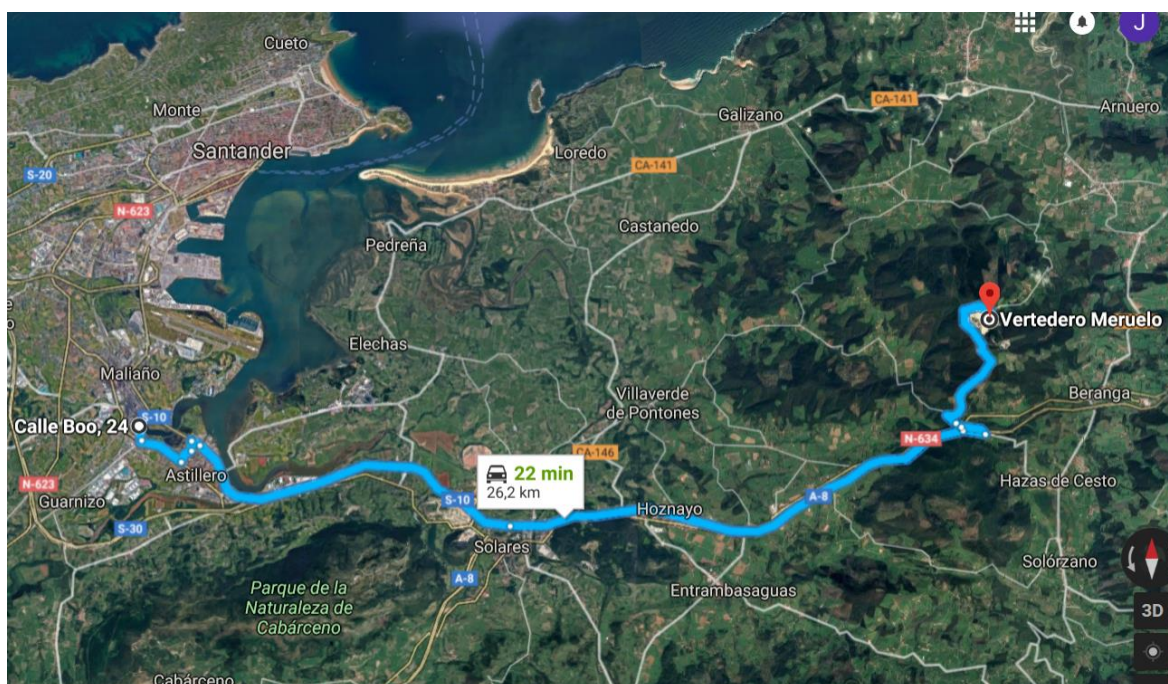 J
Cueto
Monte
Santander
S-20
N-623
Galizano
CA-141
Arnuero
Loredo
CA-141
Castanedo
Pedreña
Elechas
Maliaño
S-10
Calle Boo, 24
Astillero
N-623
Guarnizo
S-30
Villaverde
de Pontones
CA-146
22 min
26,2 km
S-10
Hoznayo
Solares
A-8
Parque de la
Naturaleza de
Cabárceno
Cabárceno
Entrambasaguas
A-8
N-634
Vertedero Meruelo
Beranga
Hazas de Cesto
Solórzano
3D